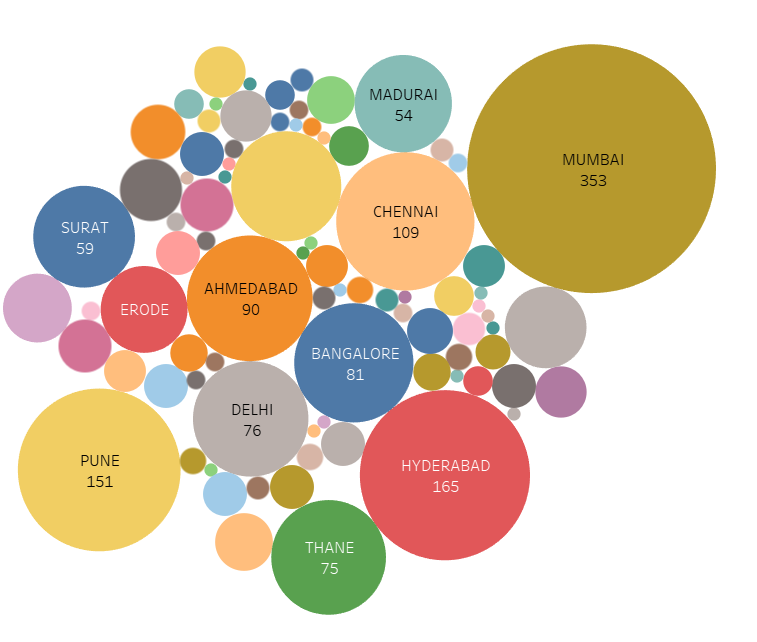 MADURAI
54
MUMBAI
353
CHENNAI
109
SURAT
59
AHMEDABAD
90
ERODE
BANGALORE
81
DELHI
76
PUNE
151
HYDERABAD
165
THANE
75